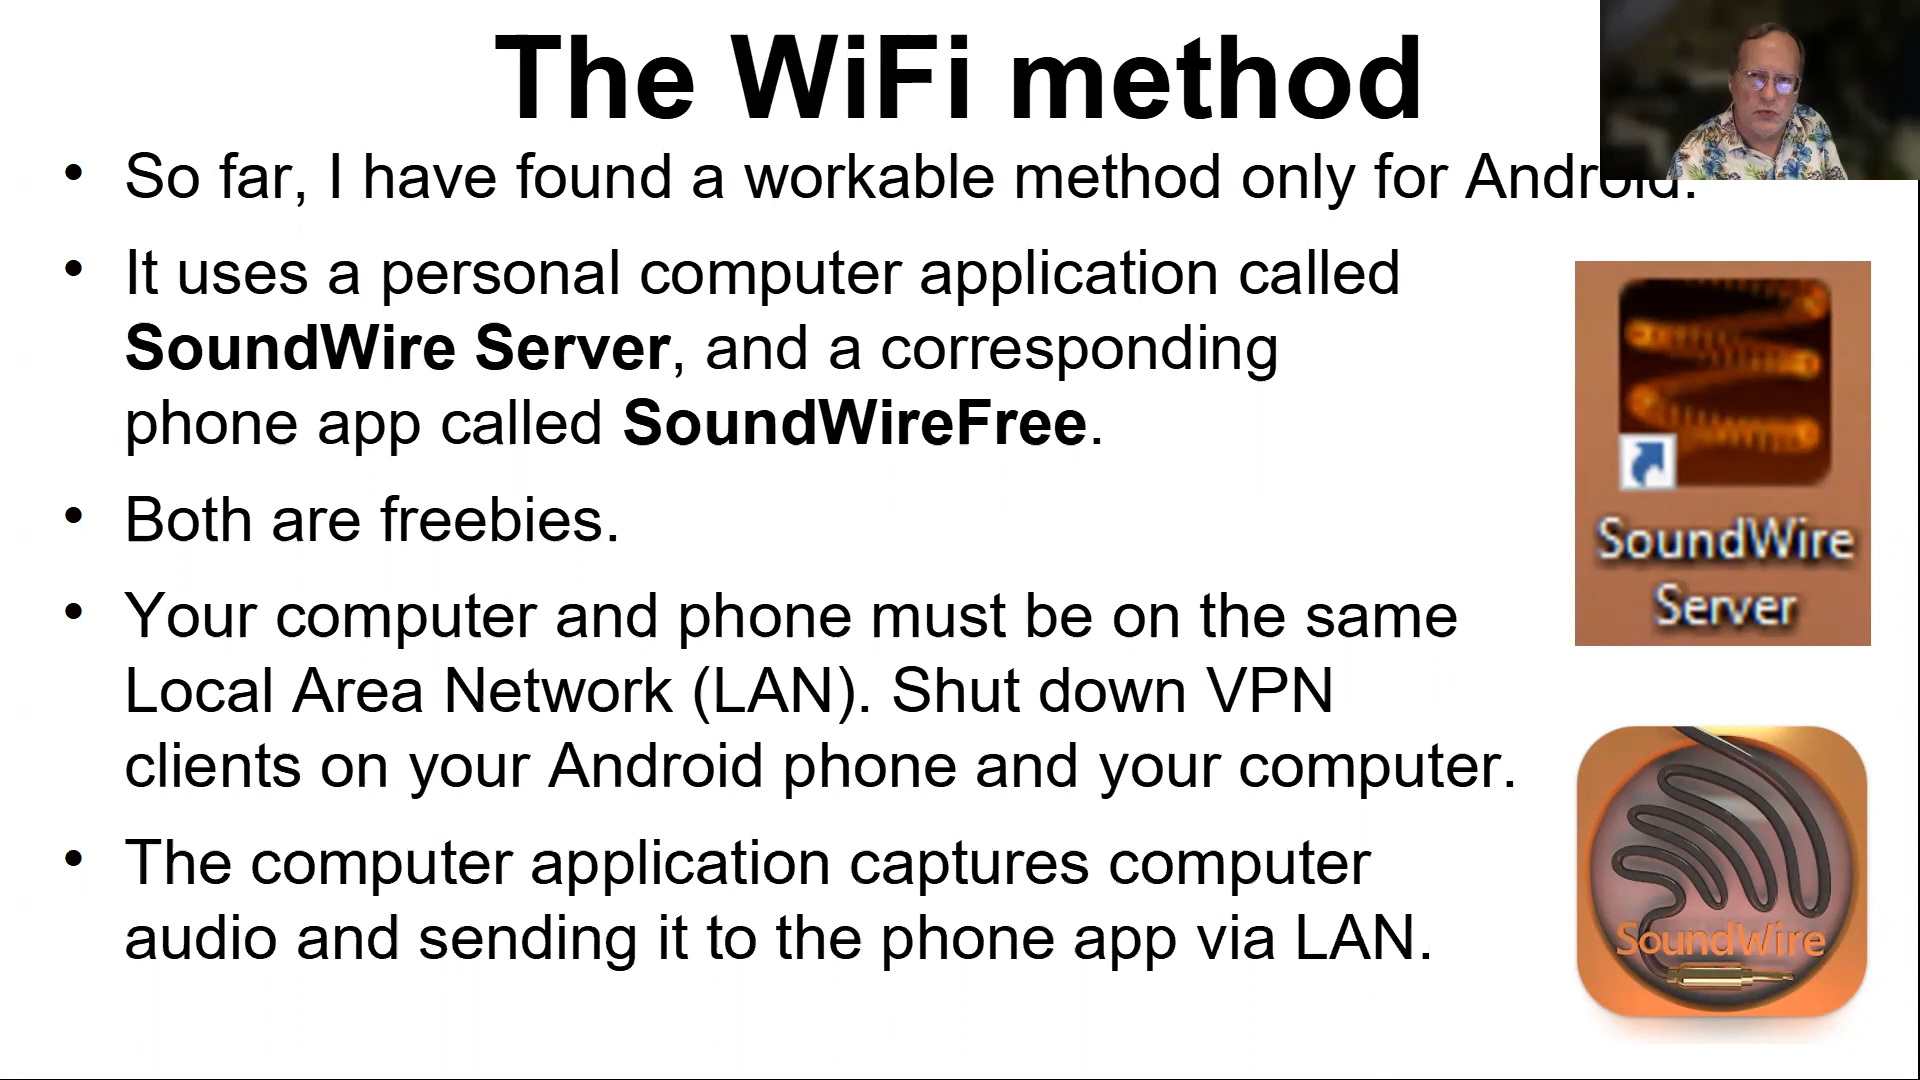 The WiFi method
• So far, I have found a workable method only for Android.
• It uses a personal computer application called
SoundWire Server, and a corresponding
phone app called SoundWireFree.
• Both are freebies.
• Your computer and phone must be on the same
Local Area Network (LAN). Shut down VPN
clients on your Android phone and your computer.
• The computer application captures computer
audio and sending it to the phone app via LAN.
SoundWire
Server
SoundWire